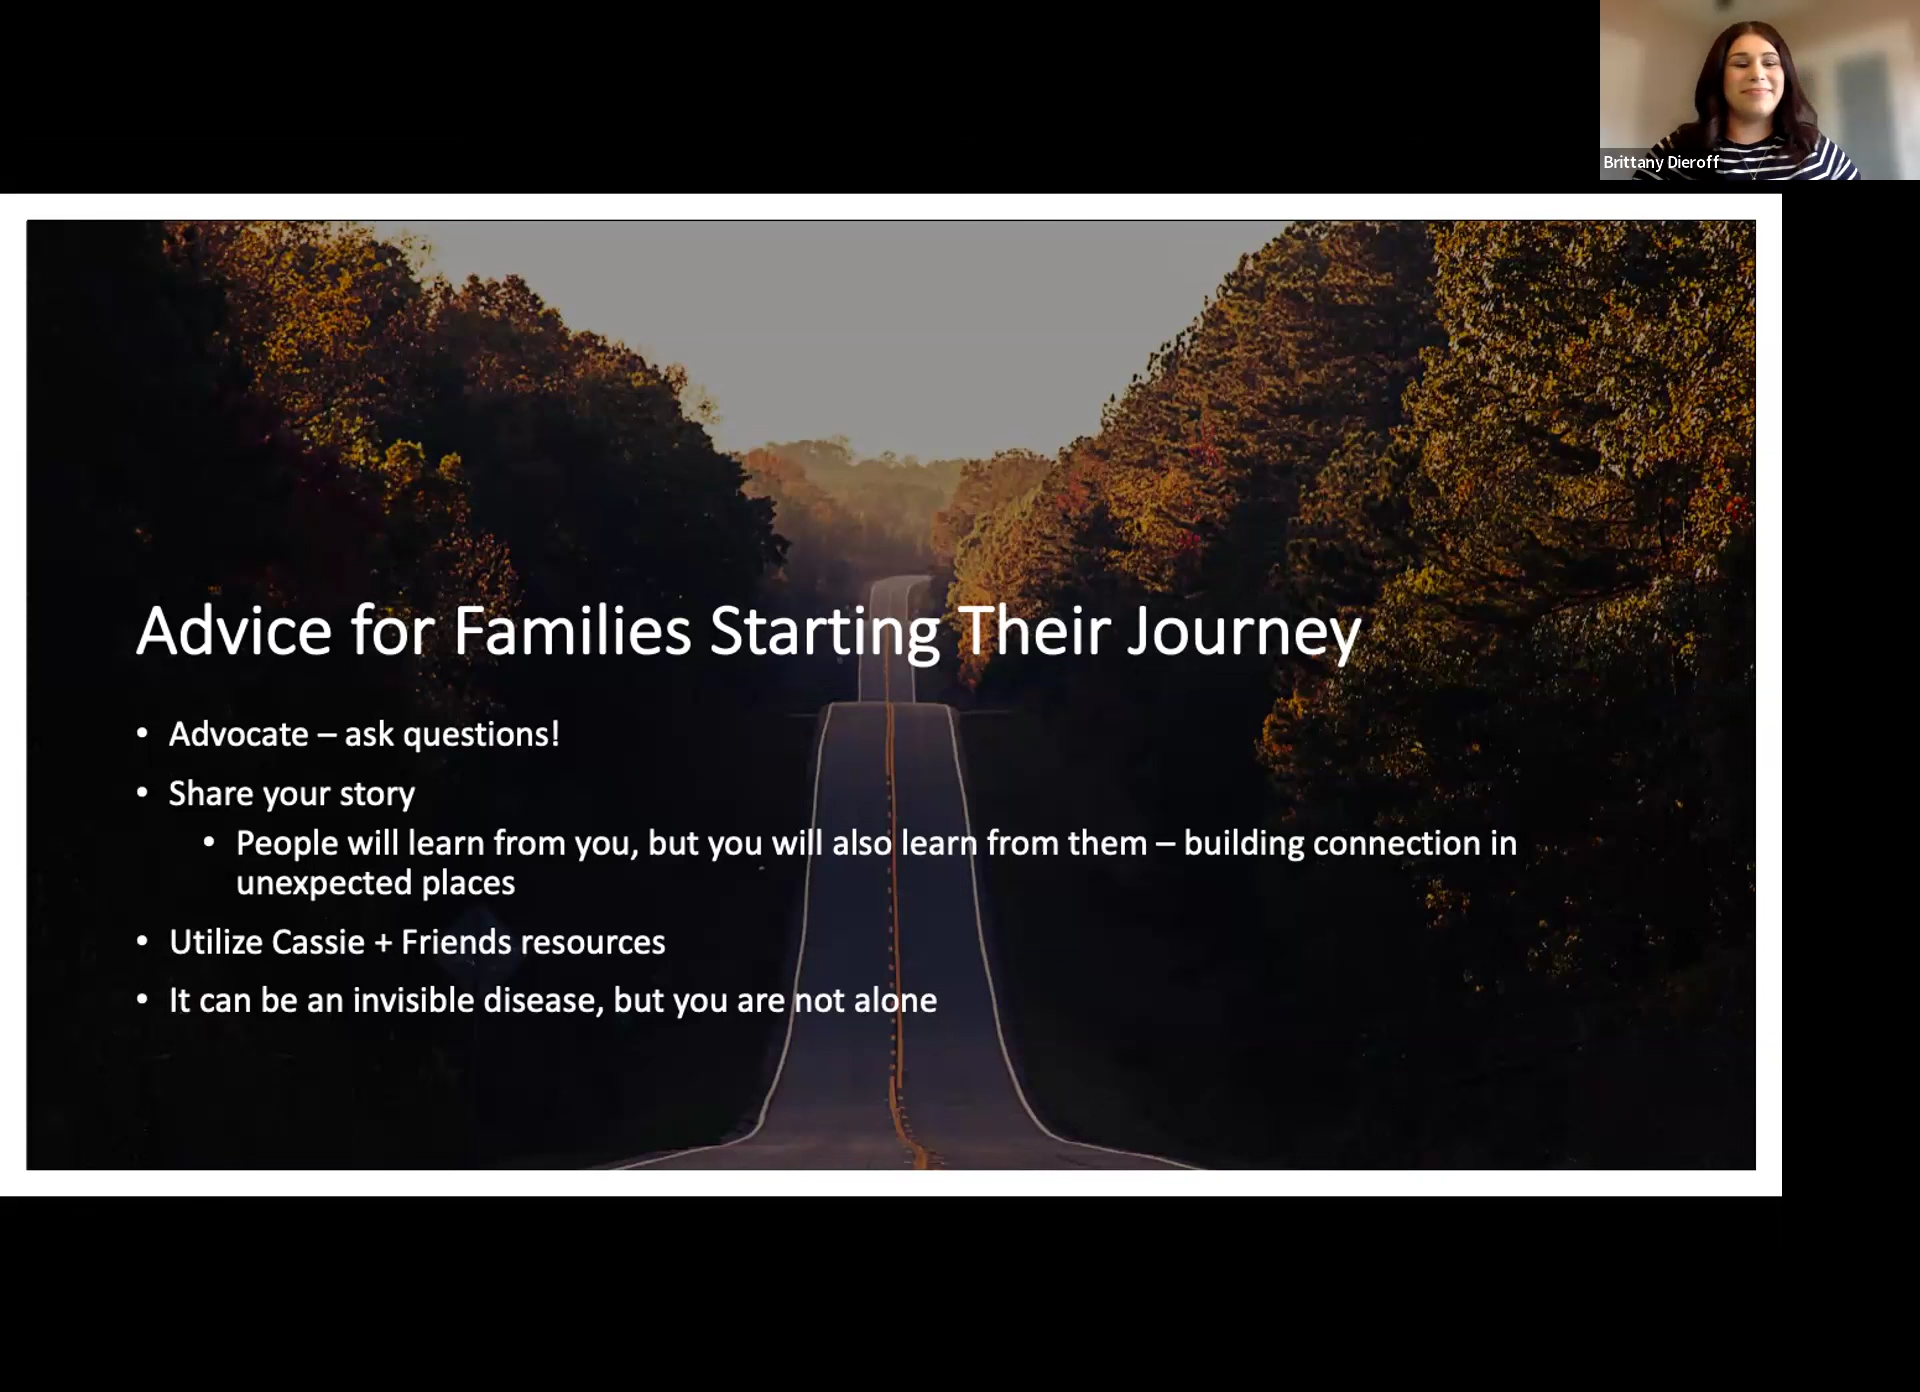 Brittany Dieroff
Advice for Families Starting Their Journey
• Advocate – ask questions!
• Share your story
• People will learn from you, but you will also learn from them – building connection in
unexpected places
• Utilize Cassie + Friends resources
• It can be an invisible disease, but you are not alone